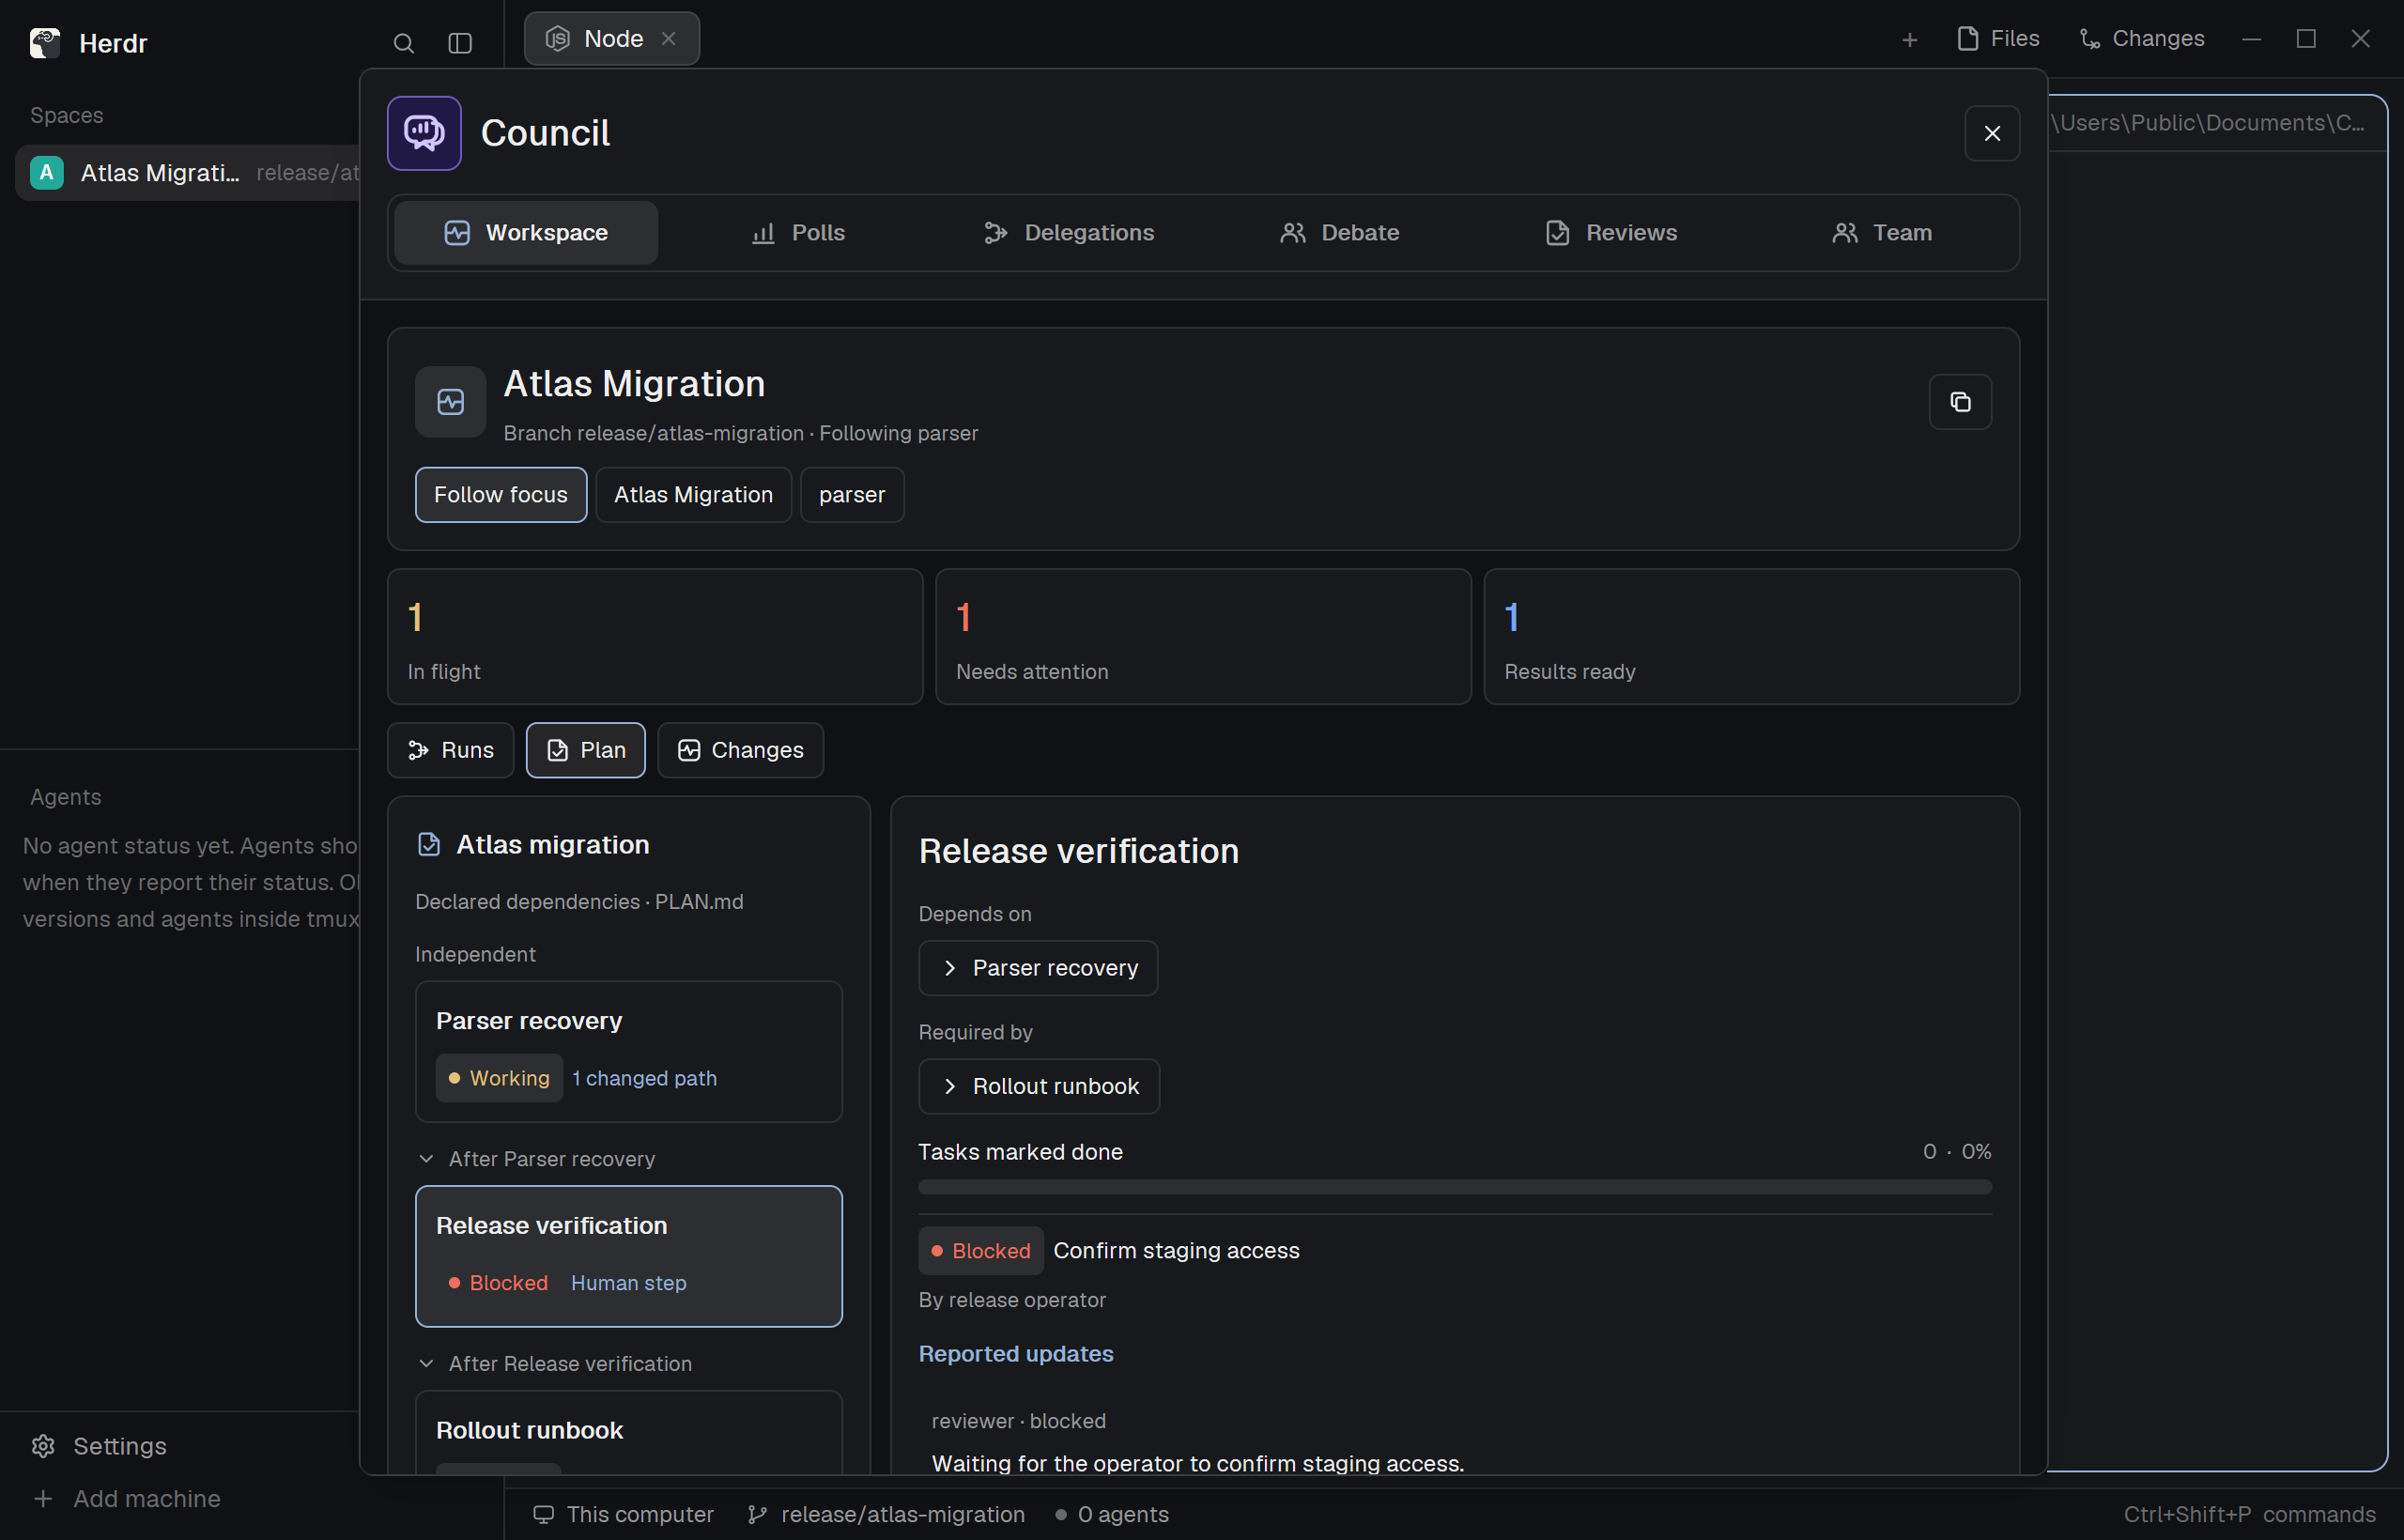 Herdr
Node
Files
Changes
Spaces
A
Atlas Migrati... release/at
\Users\Public\Documents\C...
Council
Workspace
Polls
Delegations
Debate
Reviews
Team
Atlas Migration
Branch release/atlas-migration · Following parser
Follow focus
Atlas Migration
parser
1
In flight
1
Needs attention
1
Results ready
Runs
Plan
Changes
Agents
No agent status yet. Agents sho
when they report their status. Ol
versions and agents inside tmux
Atlas migration
Declared dependencies · PLAN.md
Independent
Parser recovery
Working
1 changed path
After Parser recovery
Release verification
Blocked
Human step
After Release verification
Rollout runbook
Release verification
Depends on
Parser recovery
Required by
Rollout runbook
Tasks marked done
0 · 0%
Blocked
Confirm staging access
By release operator
Reported updates
reviewer · blocked
Waiting for the operator to confirm staging access.
Settings
Add machine
This computer
release/atlas-migration
0 agents
Ctrl+Shift+P commands